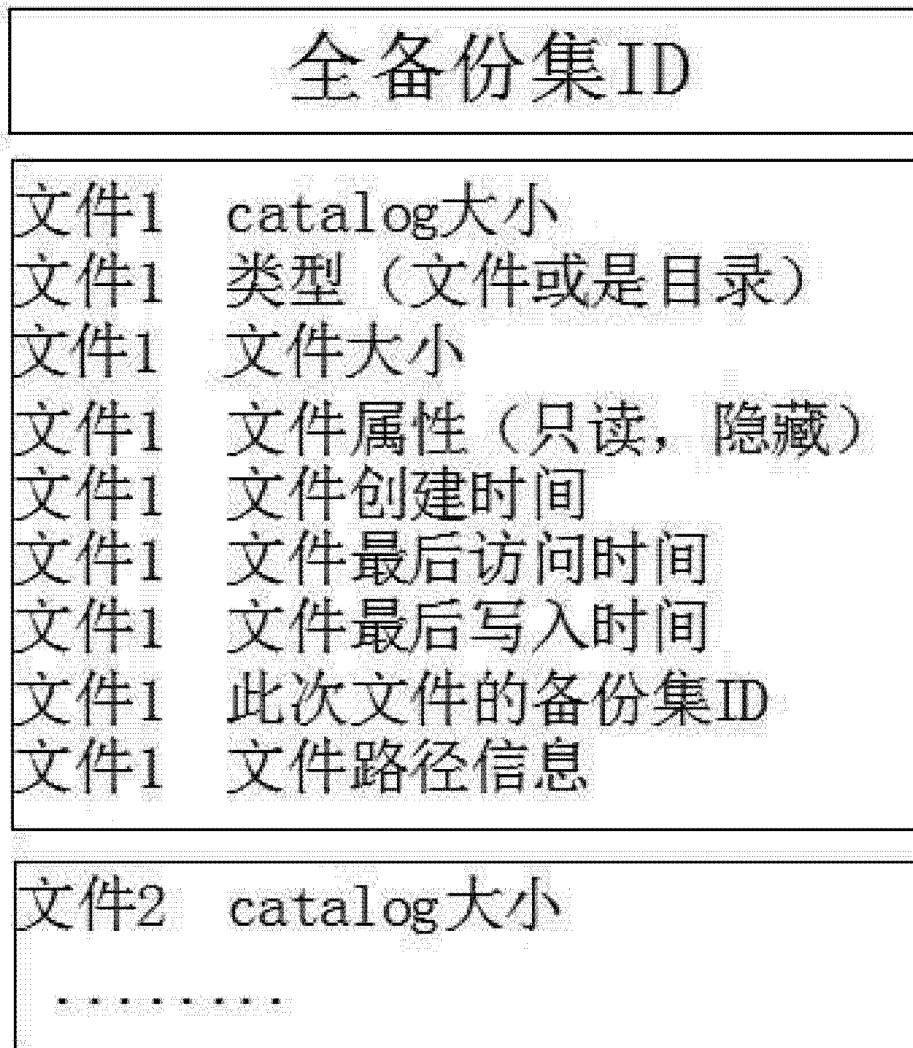 全备份集ID
文件1 catalog大小
文件1 类型（文件或是目录）
文件1 文件大小
文件1 文件属性（只读，隐藏）
文件1 文件创建时间
文件1 文件最后访问时间
文件1 文件最后写入时间
文件1 此次文件的备份集ID
文件1 文件路径信息
文件2 catalog大小
........